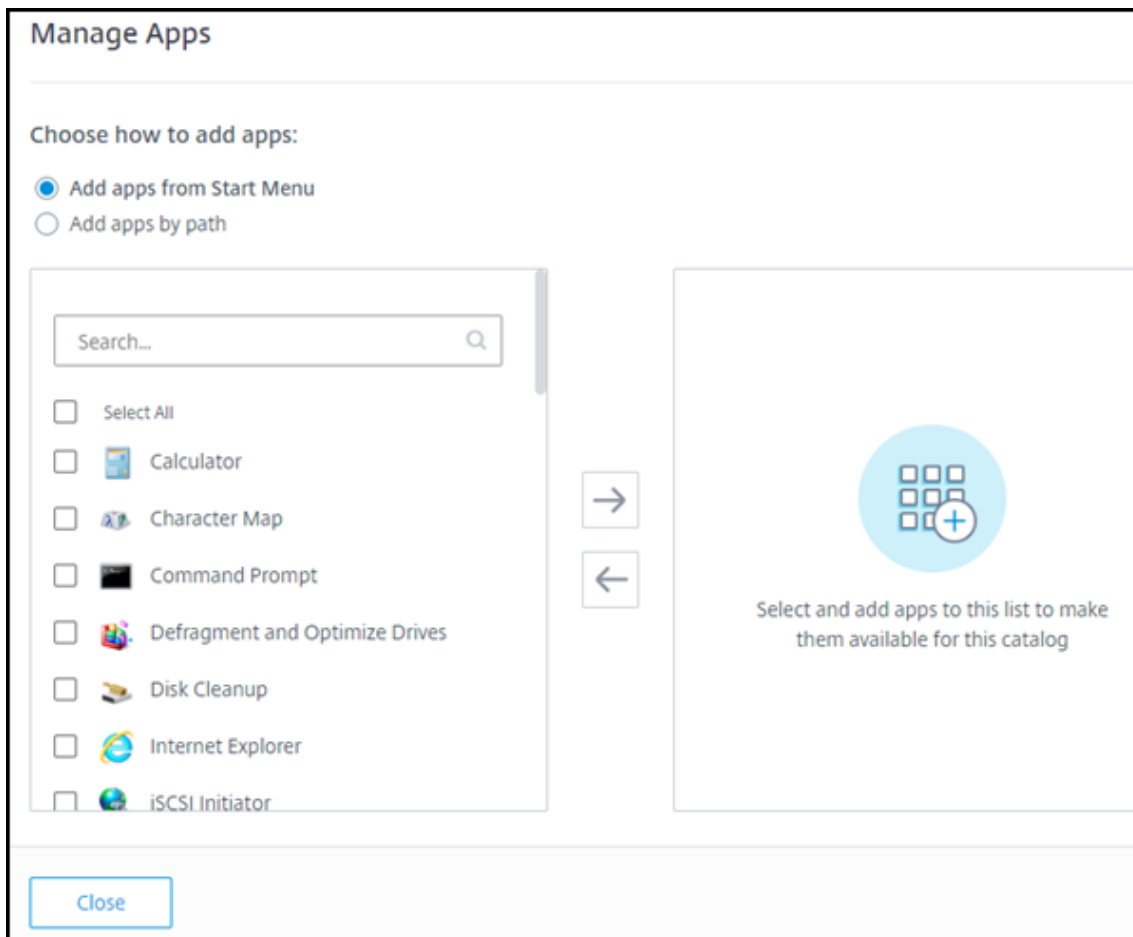 Manage Apps
Choose how to add apps:
Add apps from Start Menu
Add apps by path
Search...
Select All
Calculator
Character Map
Command Prompt
Defragment and Optimize Drives
Disk Cleanup
Internet Explorer
iSCSI Initiator
Select and add apps to this list to make
them available for this catalog
Close